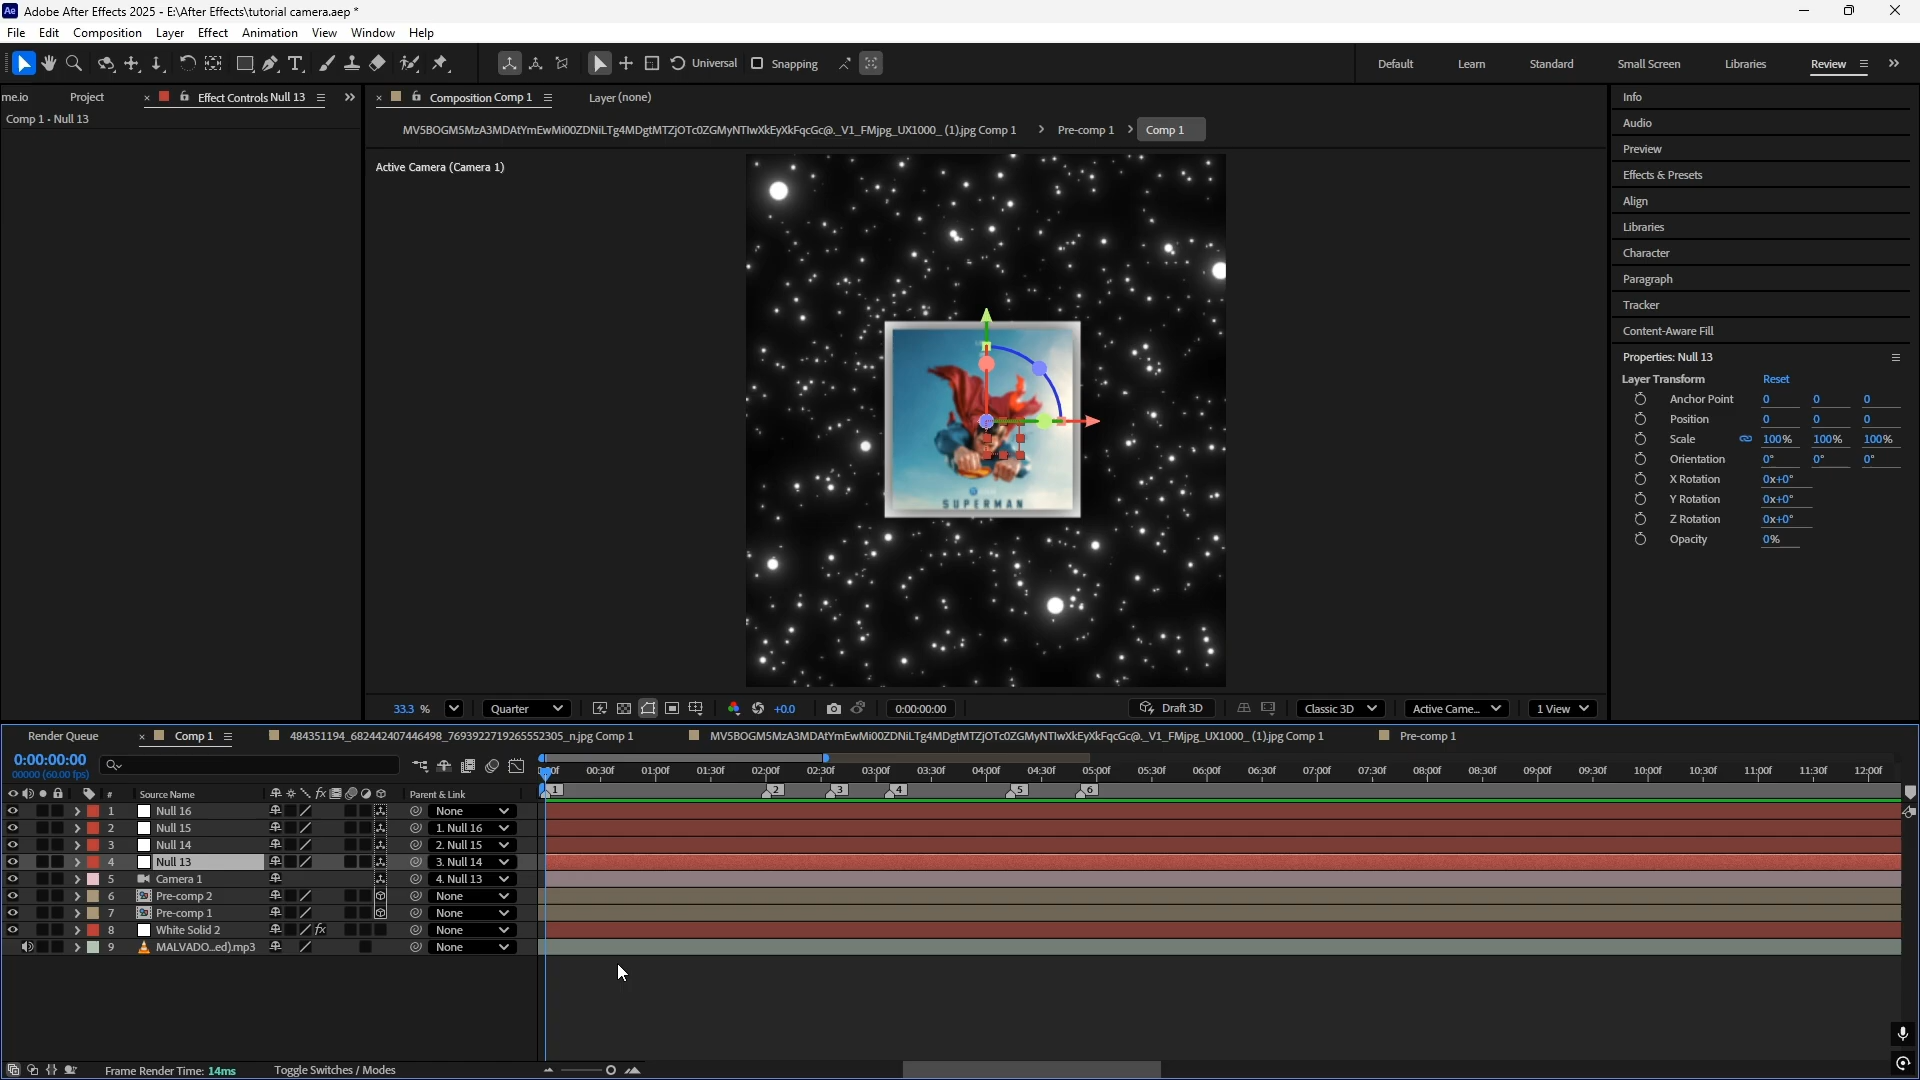 Adobe After Effects 2025 - E:\After Effects\tutorial camera.aep *
File Edit Composition Layer Effect Animation View Window Help
Universal Snapping Default Learn Standard Small Screen Libraries Review
me.io Project Effect Controls Null 13
Comp 1 • Null 13
Composition Comp 1 Layer (none)
MV5BOGM5MzA3MDAtYmEwMi00ZDNiLTg4MDgtMTZjOTc0ZGMyNTIwXkEyXkFqcGc@._V1_FMjpg_UX1000_ (1).jpg Comp 1 Pre-comp 1 Comp 1
Active Camera (Camera 1)
SUPERMAN
Info
Audio
Preview
Effects & Presets
Align
Libraries
Character
Paragraph
Tracker
Content-Aware Fill
Properties: Null 13
Layer Transform Reset
Anchor Point 0 0 0
Position 0 0 0
Scale 100% 100% 100%
Orientation 0° 0° 0°
X Rotation 0x+0°
Y Rotation 0x+0°
Z Rotation 0x+0°
Opacity 0%
33.3 % Quarter +0.0 0:00:00:00 Draft 3D Classic 3D Active Came... 1 View
Render Queue Comp 1 484351194_682442407446498_7693922719265552305_n.jpg Comp 1 MV5BOGM5MzA3MDAtYmEwMi00ZDNiLTg4MDgtMTZjOTc0ZGMyNTIwXkEyXkFqcGc@._V1_FMjpg_UX1000_ (1).jpg Comp 1 Pre-comp 1
0:00:00:00
00000 (60.00 fps)
:00f 00:30f 01:00f 01:30f 02:00f 02:30f 03:00f 03:30f 04:00f 04:30f 05:00f 05:30f 06:00f 06:30f 07:00f 07:30f 08:00f 08:30f 09:00f 09:30f 10:00f 10:30f 11:00f 11:30f 12:00f
# Source Name fx Parent & Link 1 2 3 4 5 6
1 Null 16 None
2 Null 15 1. Null 16
3 Null 14 2. Null 15
4 Null 13 3. Null 14
5 Camera 1 4. Null 13
6 Pre-comp 2 None
7 Pre-comp 1 None
8 White Solid 2 fx None
9 MALVADO...ed).mp3 None
Frame Render Time: 14ms Toggle Switches / Modes